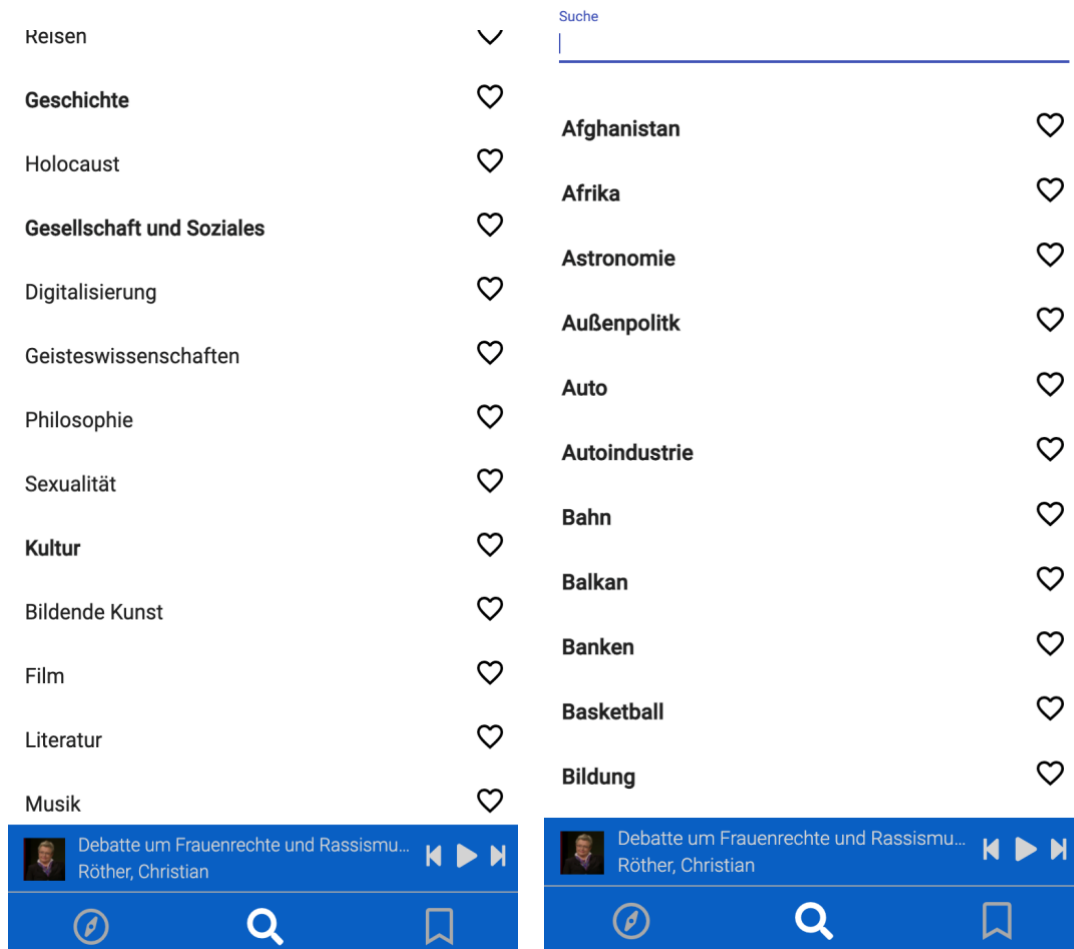 Reisen
Geschichte
Holocaust
Gesellschaft und Soziales
Digitalisierung
Geisteswissenschaften
Philosophie
Sexualität
Kultur
Bildende Kunst
Film
Literatur
Musik
Debatte um Frauenrechte und Rassismu...
Röther, Christian
Suche
Afghanistan
Afrika
Astronomie
Außenpolitk
Auto
Autoindustrie
Bahn
Balkan
Banken
Basketball
Bildung
Debatte um Frauenrechte und Rassismu...
Röther, Christian